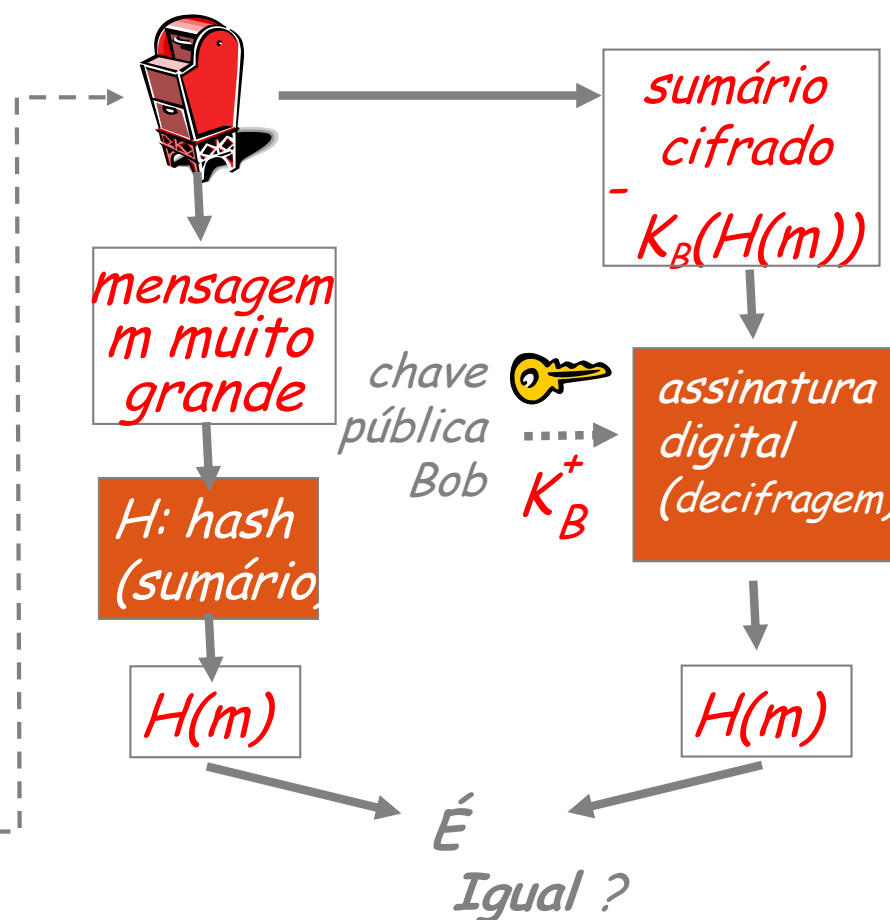 sumário
cifrado
-
K_B(H(m))
mensagem
m muito
grande
chave
pública
Bob
K_B^+
assinatura
digital
(decifragem)
H: hash
(sumário)
H(m)
H(m)
É
Igual ?